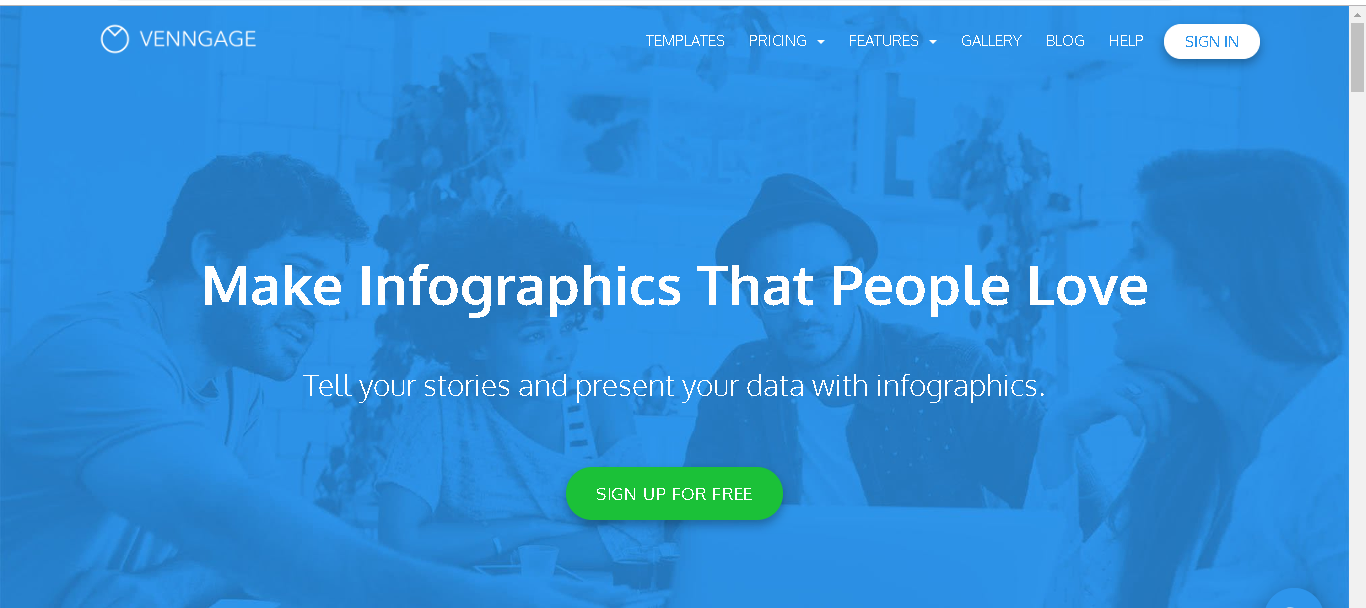 VENNGAGE
TEMPLATES PRICING FEATURES GALLERY BLOG HELP SIGN IN
Make Infographics That People Love
Tell your stories and present your data with infographics.
SIGN UP FOR FREE